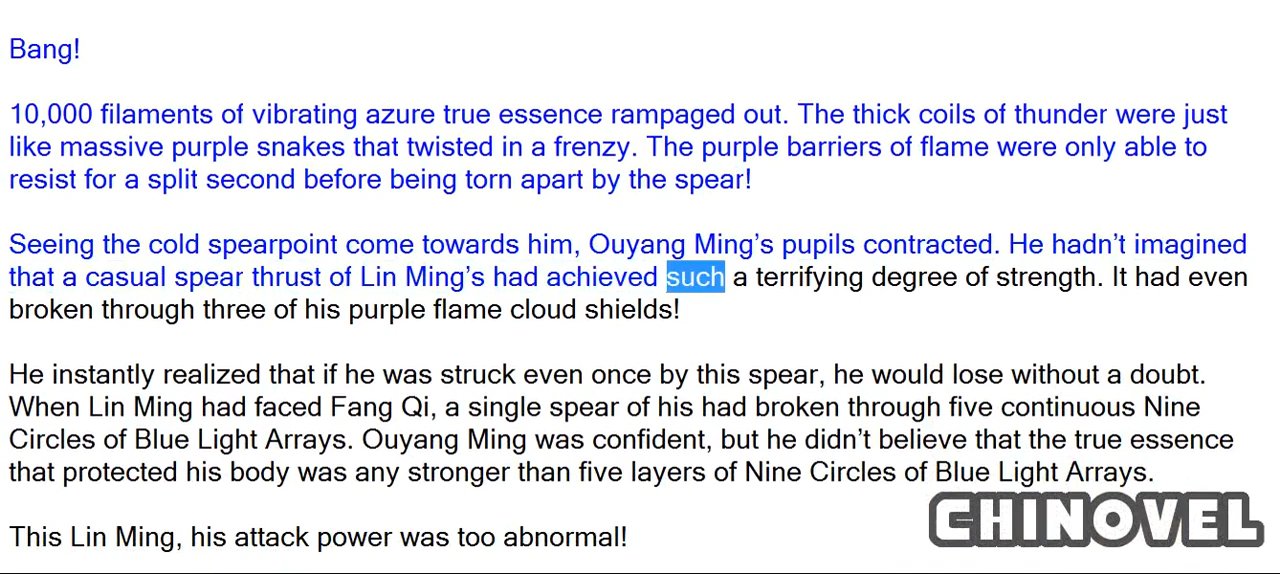 Bang!
10,000 filaments of vibrating azure true essence rampaged out. The thick coils of thunder were just
like massive purple snakes that twisted in a frenzy. The purple barriers of flame were only able to
resist for a split second before being torn apart by the spear!
Seeing the cold spearpoint come towards him, Ouyang Ming’s pupils contracted. He hadn’t imagined
that a casual spear thrust of Lin Ming’s had achieved such a terrifying degree of strength. It had even
broken through three of his purple flame cloud shields!
He instantly realized that if he was struck even once by this spear, he would lose without a doubt.
When Lin Ming had faced Fang Qi, a single spear of his had broken through five continuous Nine
Circles of Blue Light Arrays. Ouyang Ming was confident, but he didn’t believe that the true essence
that protected his body was any stronger than five layers of Nine Circles of Blue Light Arrays.
This Lin Ming, his attack power was too abnormal!
CHINOVEL